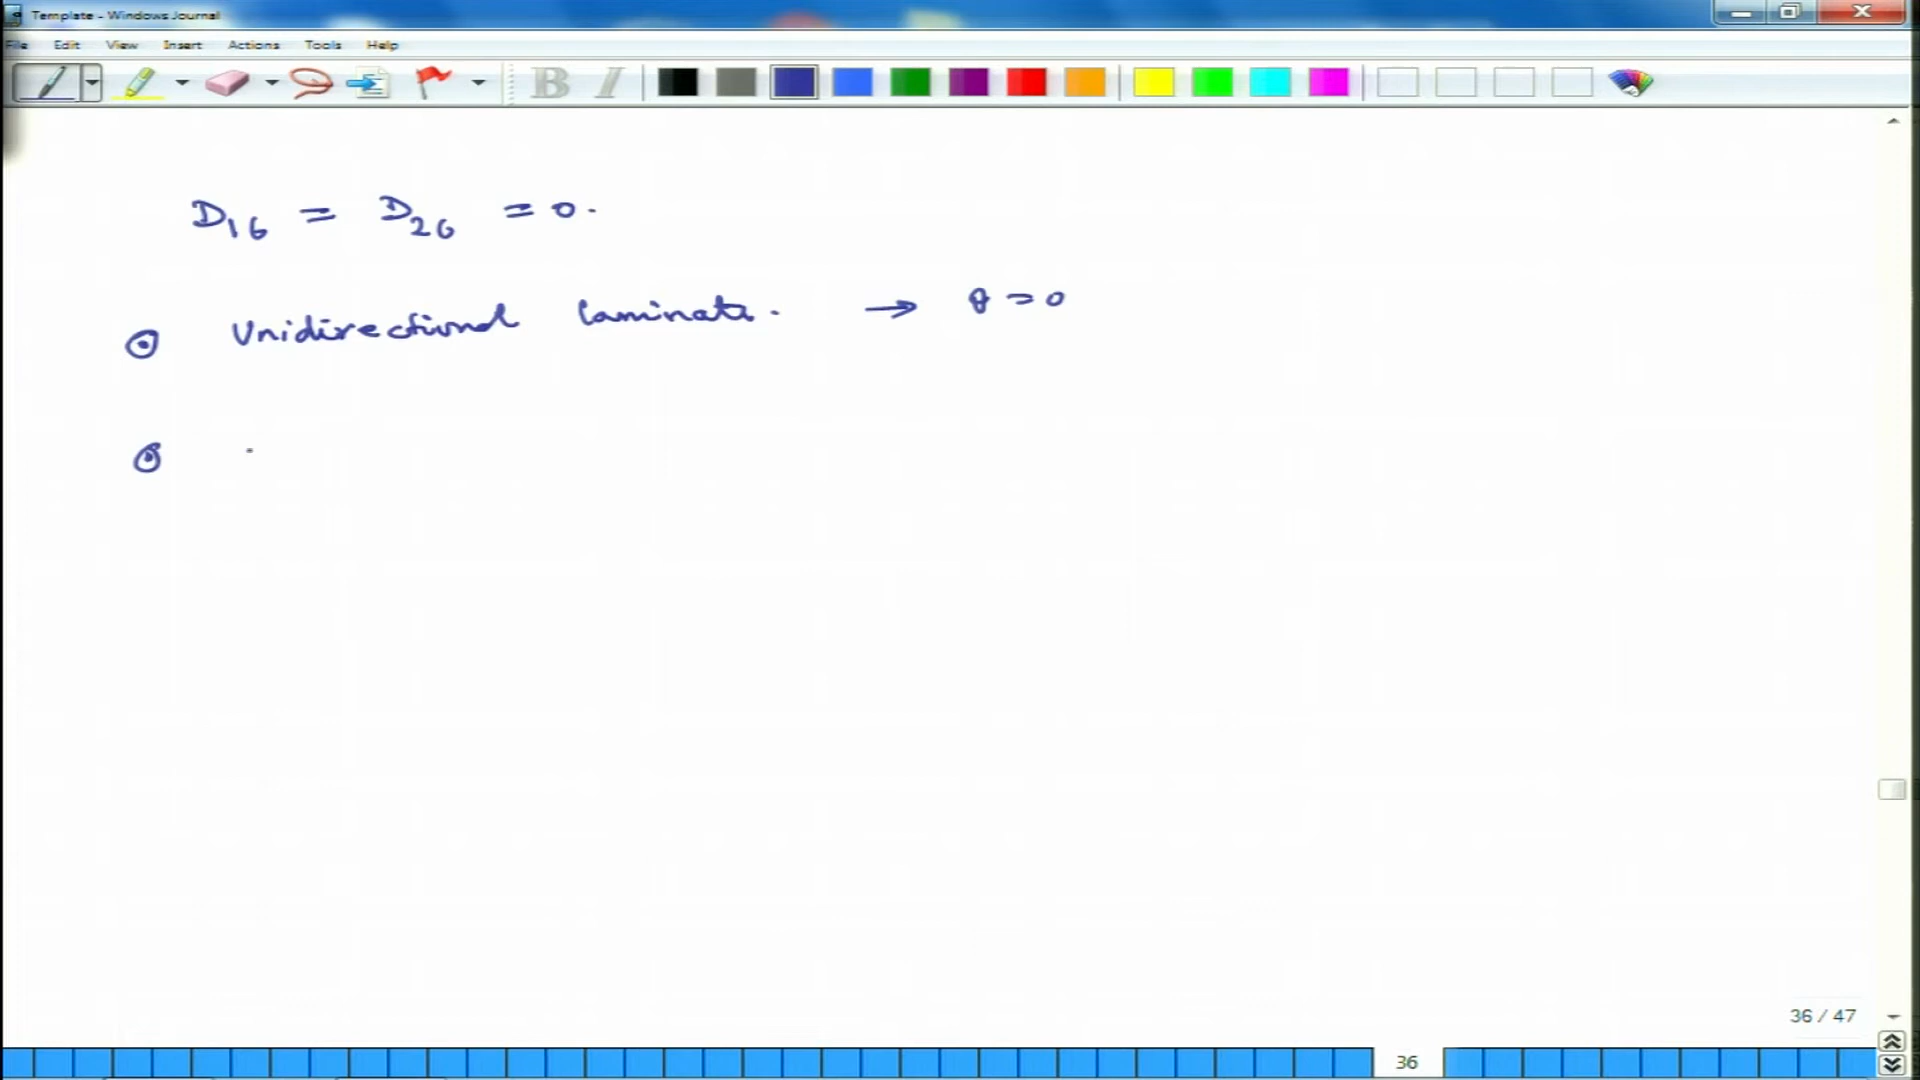 Template - Windows Journal
File Edit View Insert Actions Tools Help
B I
D16 = D26 = 0.
Unidirectional laminate. → θ = 0
36 / 47
36